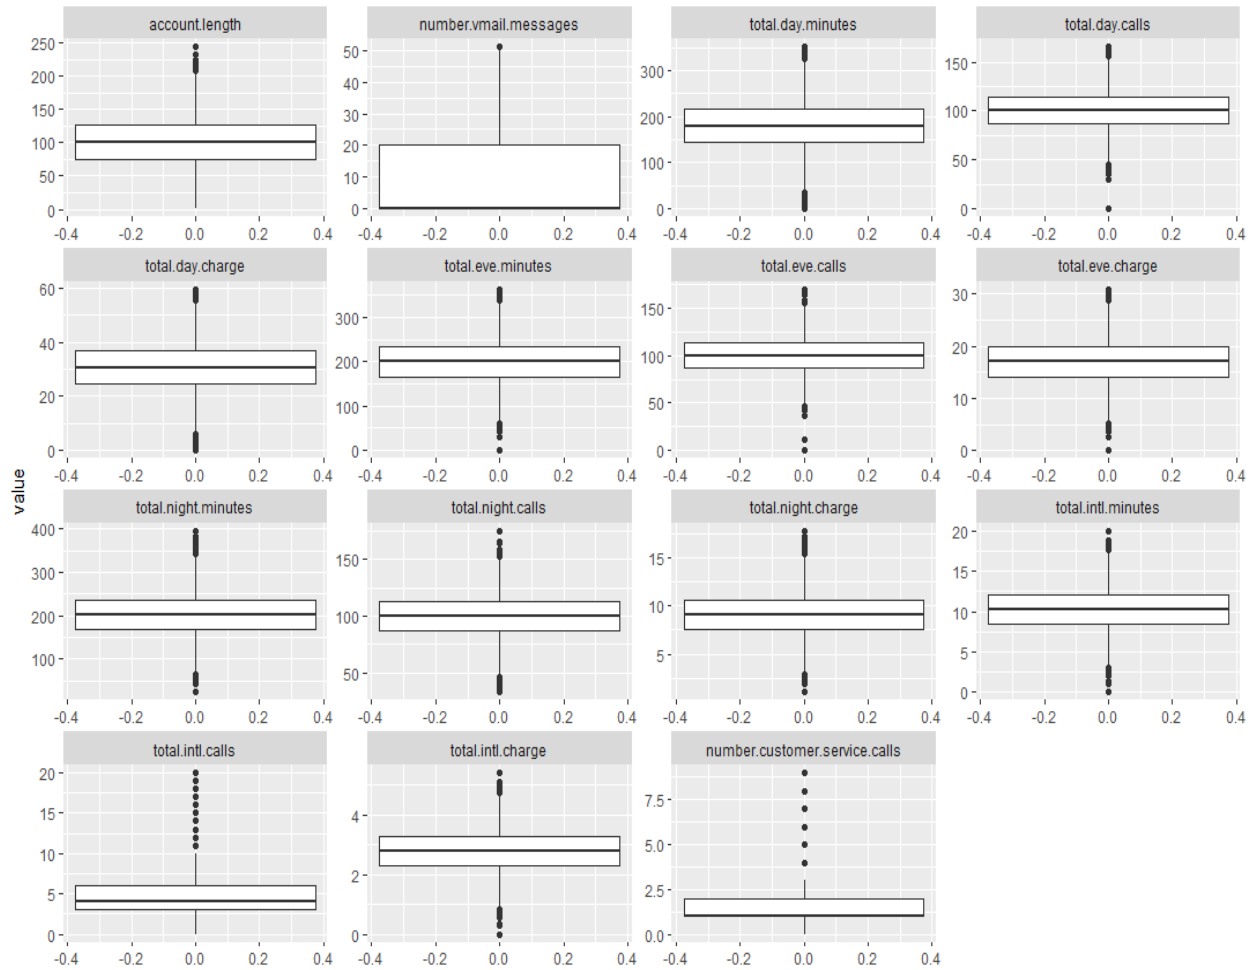 account.length
number.vmail.messages
total.day.minutes
total.day.calls
250
200
150
100
50
0
50
40
30
20
10
0
300
200
100
0
150
100
50
0
-0.4 -0.2 0.0 0.2 0.4
-0.4 -0.2 0.0 0.2 0.4
-0.4 -0.2 0.0 0.2 0.4
-0.4 -0.2 0.0 0.2 0.4
total.day.charge
total.eve.minutes
total.eve.calls
total.eve.charge
60
40
20
0
300
200
100
0
150
100
50
0
30
20
10
0
-0.4 -0.2 0.0 0.2 0.4
-0.4 -0.2 0.0 0.2 0.4
-0.4 -0.2 0.0 0.2 0.4
-0.4 -0.2 0.0 0.2 0.4
value
total.night.minutes
total.night.calls
total.night.charge
total.intl.minutes
400
300
200
100
150
100
50
15
10
5
20
15
10
5
0
-0.4 -0.2 0.0 0.2 0.4
-0.4 -0.2 0.0 0.2 0.4
-0.4 -0.2 0.0 0.2 0.4
-0.4 -0.2 0.0 0.2 0.4
total.intl.calls
total.intl.charge
number.customer.service.calls
20
15
10
5
0
4
2
0
7.5
5.0
2.5
0.0
-0.4 -0.2 0.0 0.2 0.4
-0.4 -0.2 0.0 0.2 0.4
-0.4 -0.2 0.0 0.2 0.4